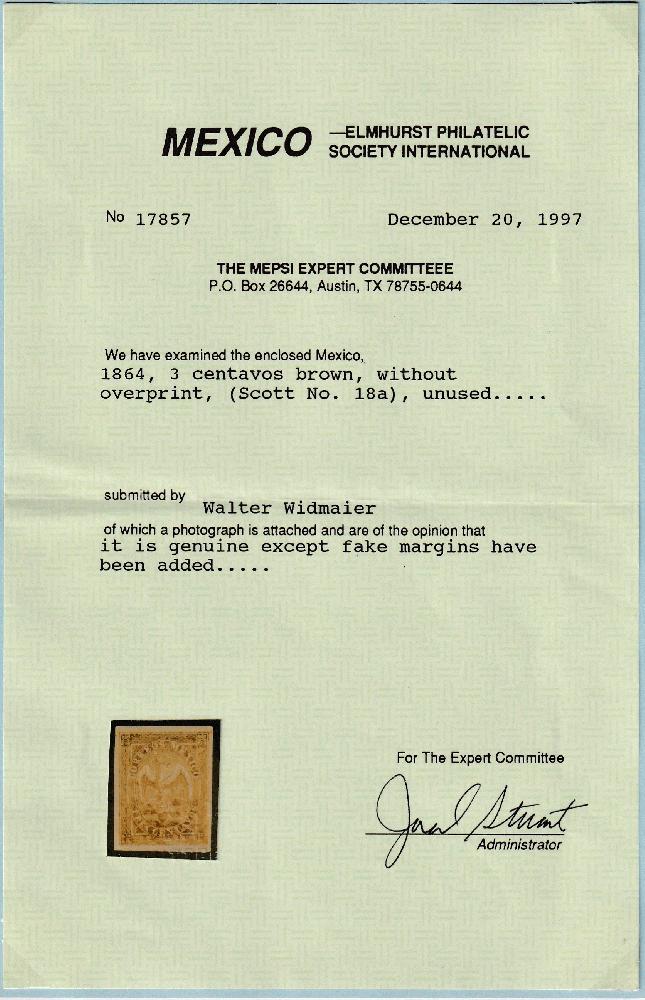 MEXICO —ELMHURST PHILATELIC
SOCIETY INTERNATIONAL
No 17857 December 20, 1997
THE MEPSI EXPERT COMMITTEEE
P.O. Box 26644, Austin, TX 78755-0644
We have examined the enclosed Mexico,
1864, 3 centavos brown, without
overprint, (Scott No. 18a), unused.....
submitted by
Walter Widmaier
of which a photograph is attached and are of the opinion that
it is genuine except fake margins have
been added.....
For The Expert Committee
Administrator